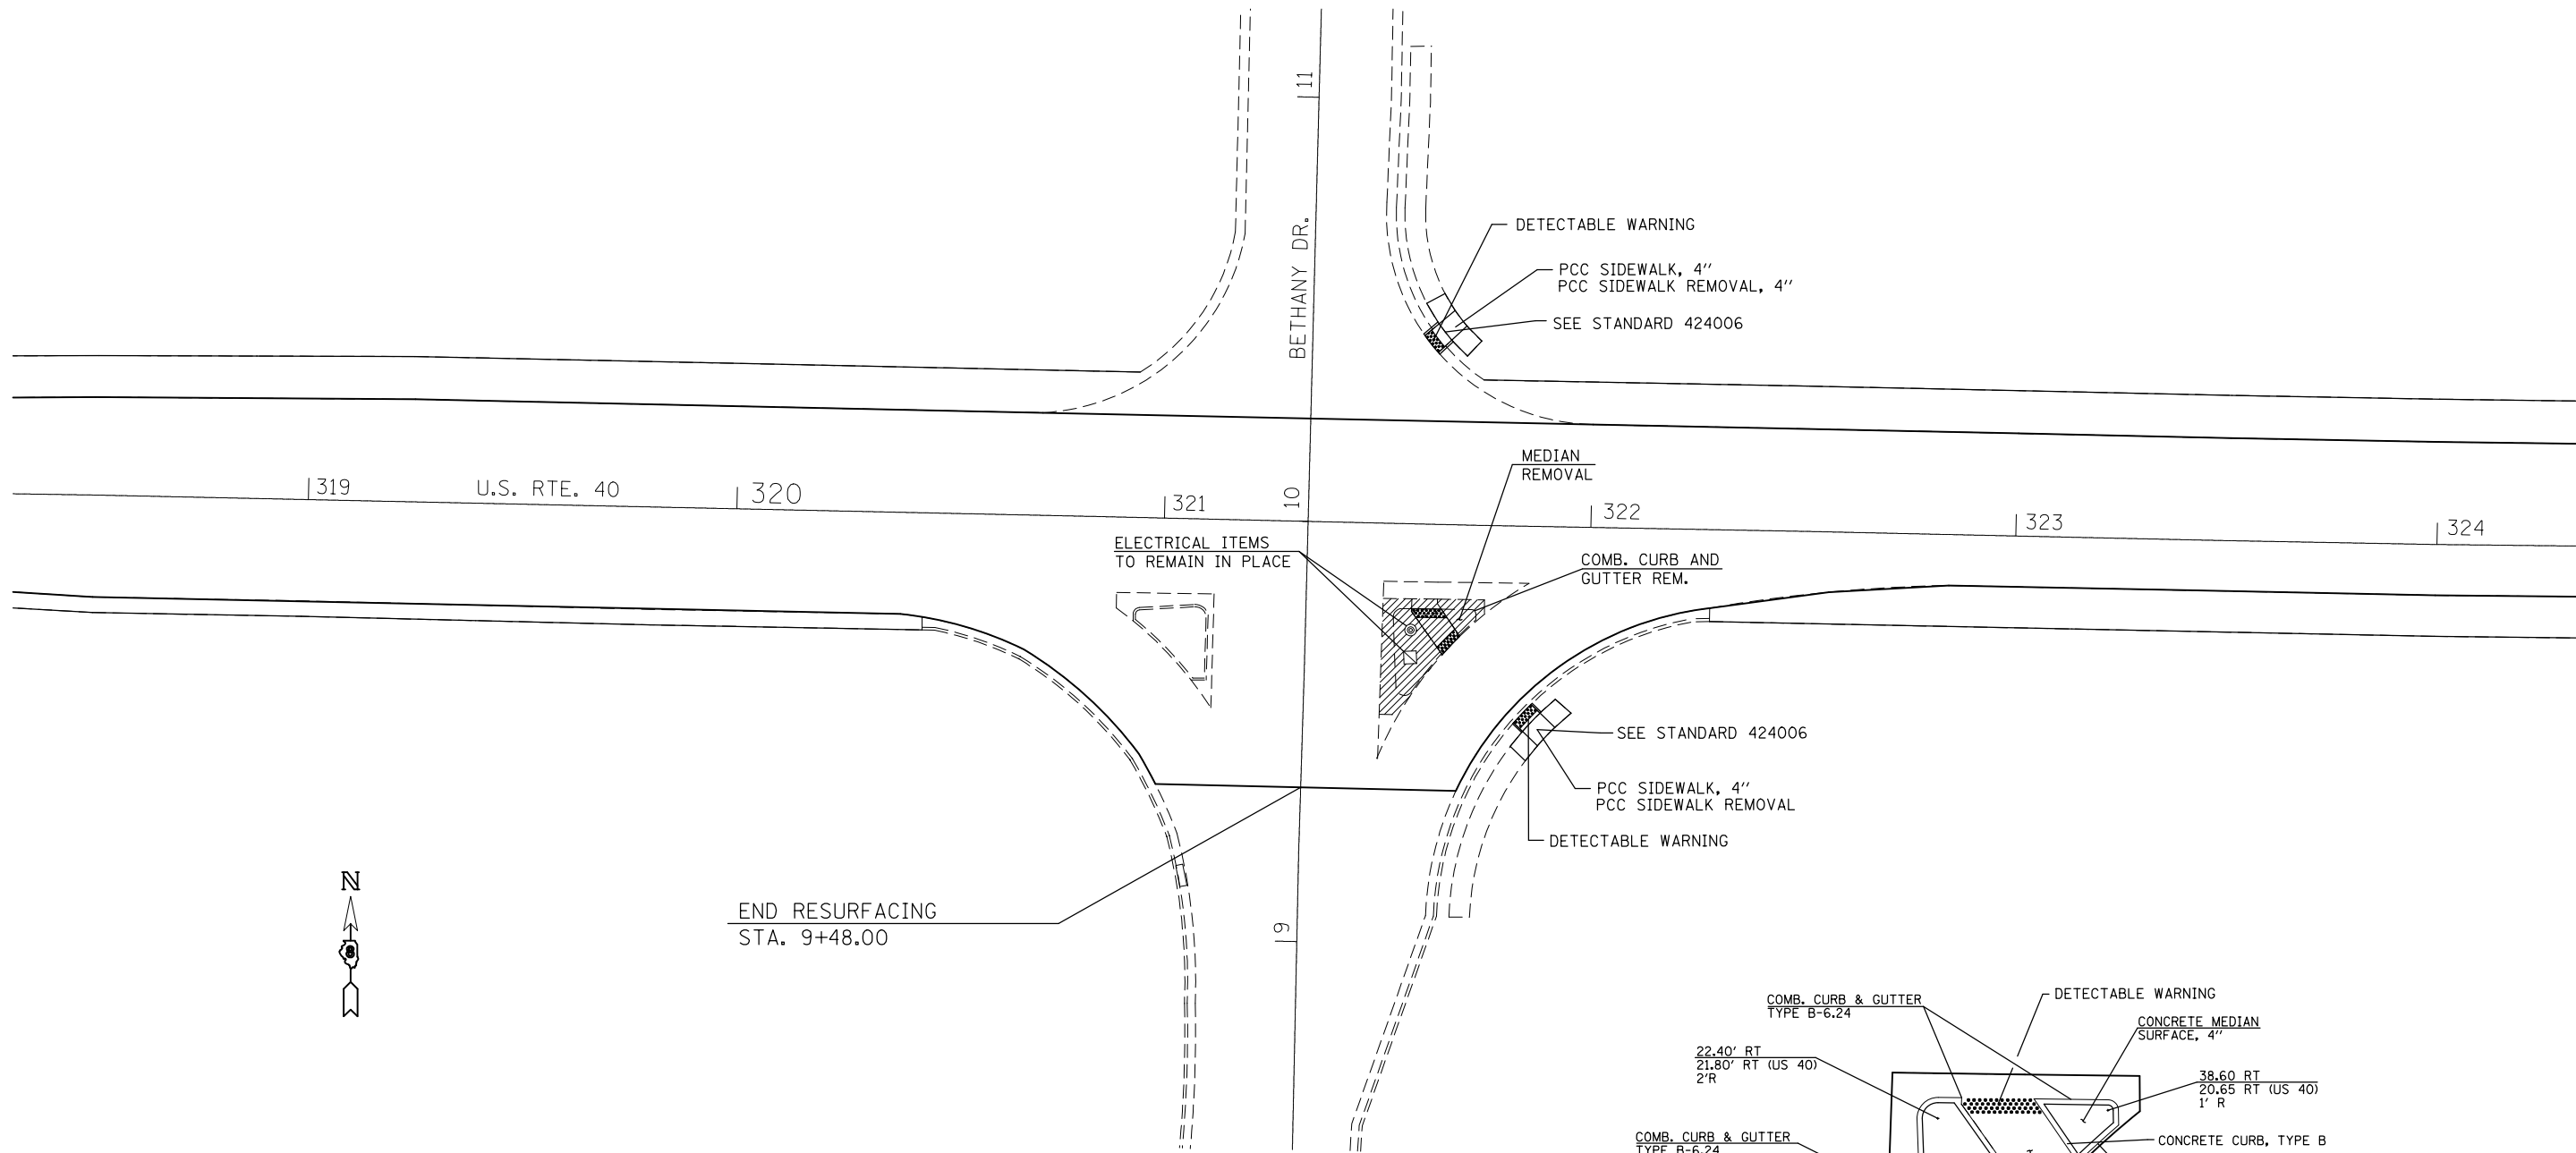 11
BETHANY DR.
DETECTABLE WARNING
PCC SIDEWALK, 4"
PCC SIDEWALK REMOVAL, 4"
SEE STANDARD 424006
MEDIAN
REMOVAL
319
U.S. RTE. 40
320
321
10
322
323
324
ELECTRICAL ITEMS
TO REMAIN IN PLACE
COMB. CURB AND
GUTTER REM.
SEE STANDARD 424006
PCC SIDEWALK, 4"
PCC SIDEWALK REMOVAL
DETECTABLE WARNING
N
8
END RESURFACING
STA. 9+48.00
9
COMB. CURB & GUTTER
TYPE B-6.24
DETECTABLE WARNING
CONCRETE MEDIAN
SURFACE, 4"
22.40' RT
21.80' RT (US 40)
2'R
38.60 RT
20.65 RT (US 40)
1' R
COMB. CURB & GUTTER
TYPE B-6.24
CONCRETE CURB, TYPE B